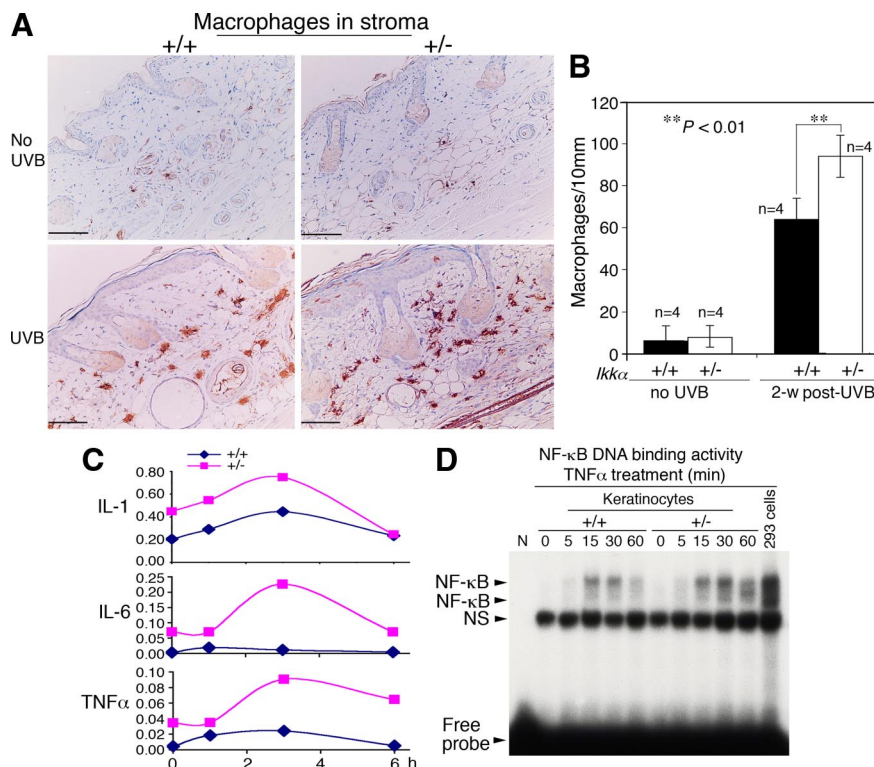 A
Macrophages in stroma
+/+
+/-
No
UVB
UVB
B
Macrophages/10mm
120
100
80
60
40
20
0
** P < 0.01
**
n=4
n=4
n=4
n=4
Ikkα
+/+ +/- +/+ +/-
no UVB 2-w post-UVB
C
+/+
+/-
IL-1
0.80
0.60
0.40
0.20
0.00
IL-6
0.25
0.20
0.15
0.10
0.05
0.00
TNFα
0.10
0.08
0.06
0.04
0.02
0.00
0 2 4 6 h
D
NF-κB DNA binding activity
TNFα treatment (min)
Keratinocytes
+/+ +/-
N 0 5 15 30 60 0 5 15 30 60 293 cells
NF-κB
NF-κB
NS
Free
probe